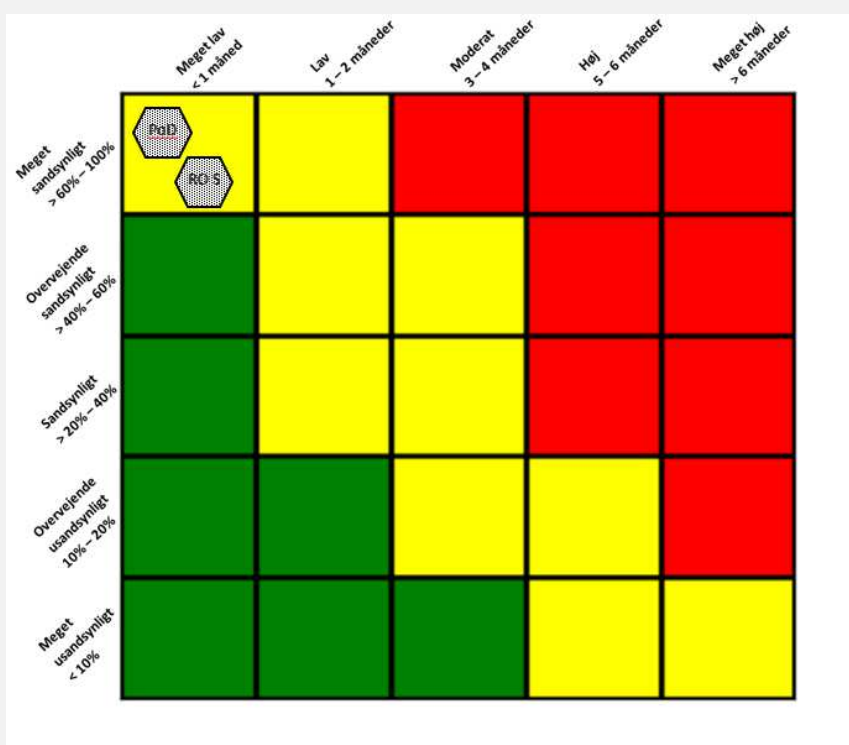 Meget lav
< 1 måned
Lav
1 – 2 måneder
Moderat
3 – 4 måneder
Høj
5 – 6 måneder
Meget høj
> 6 måneder
Meget
sandsynligt
> 60% – 100%
PaD
RO S
Overvejende
sandsynligt
> 40% – 60%
Sandsynligt
> 20% – 40%
Overvejende
usandsynligt
10% – 20%
Meget
usandsynligt
< 10%